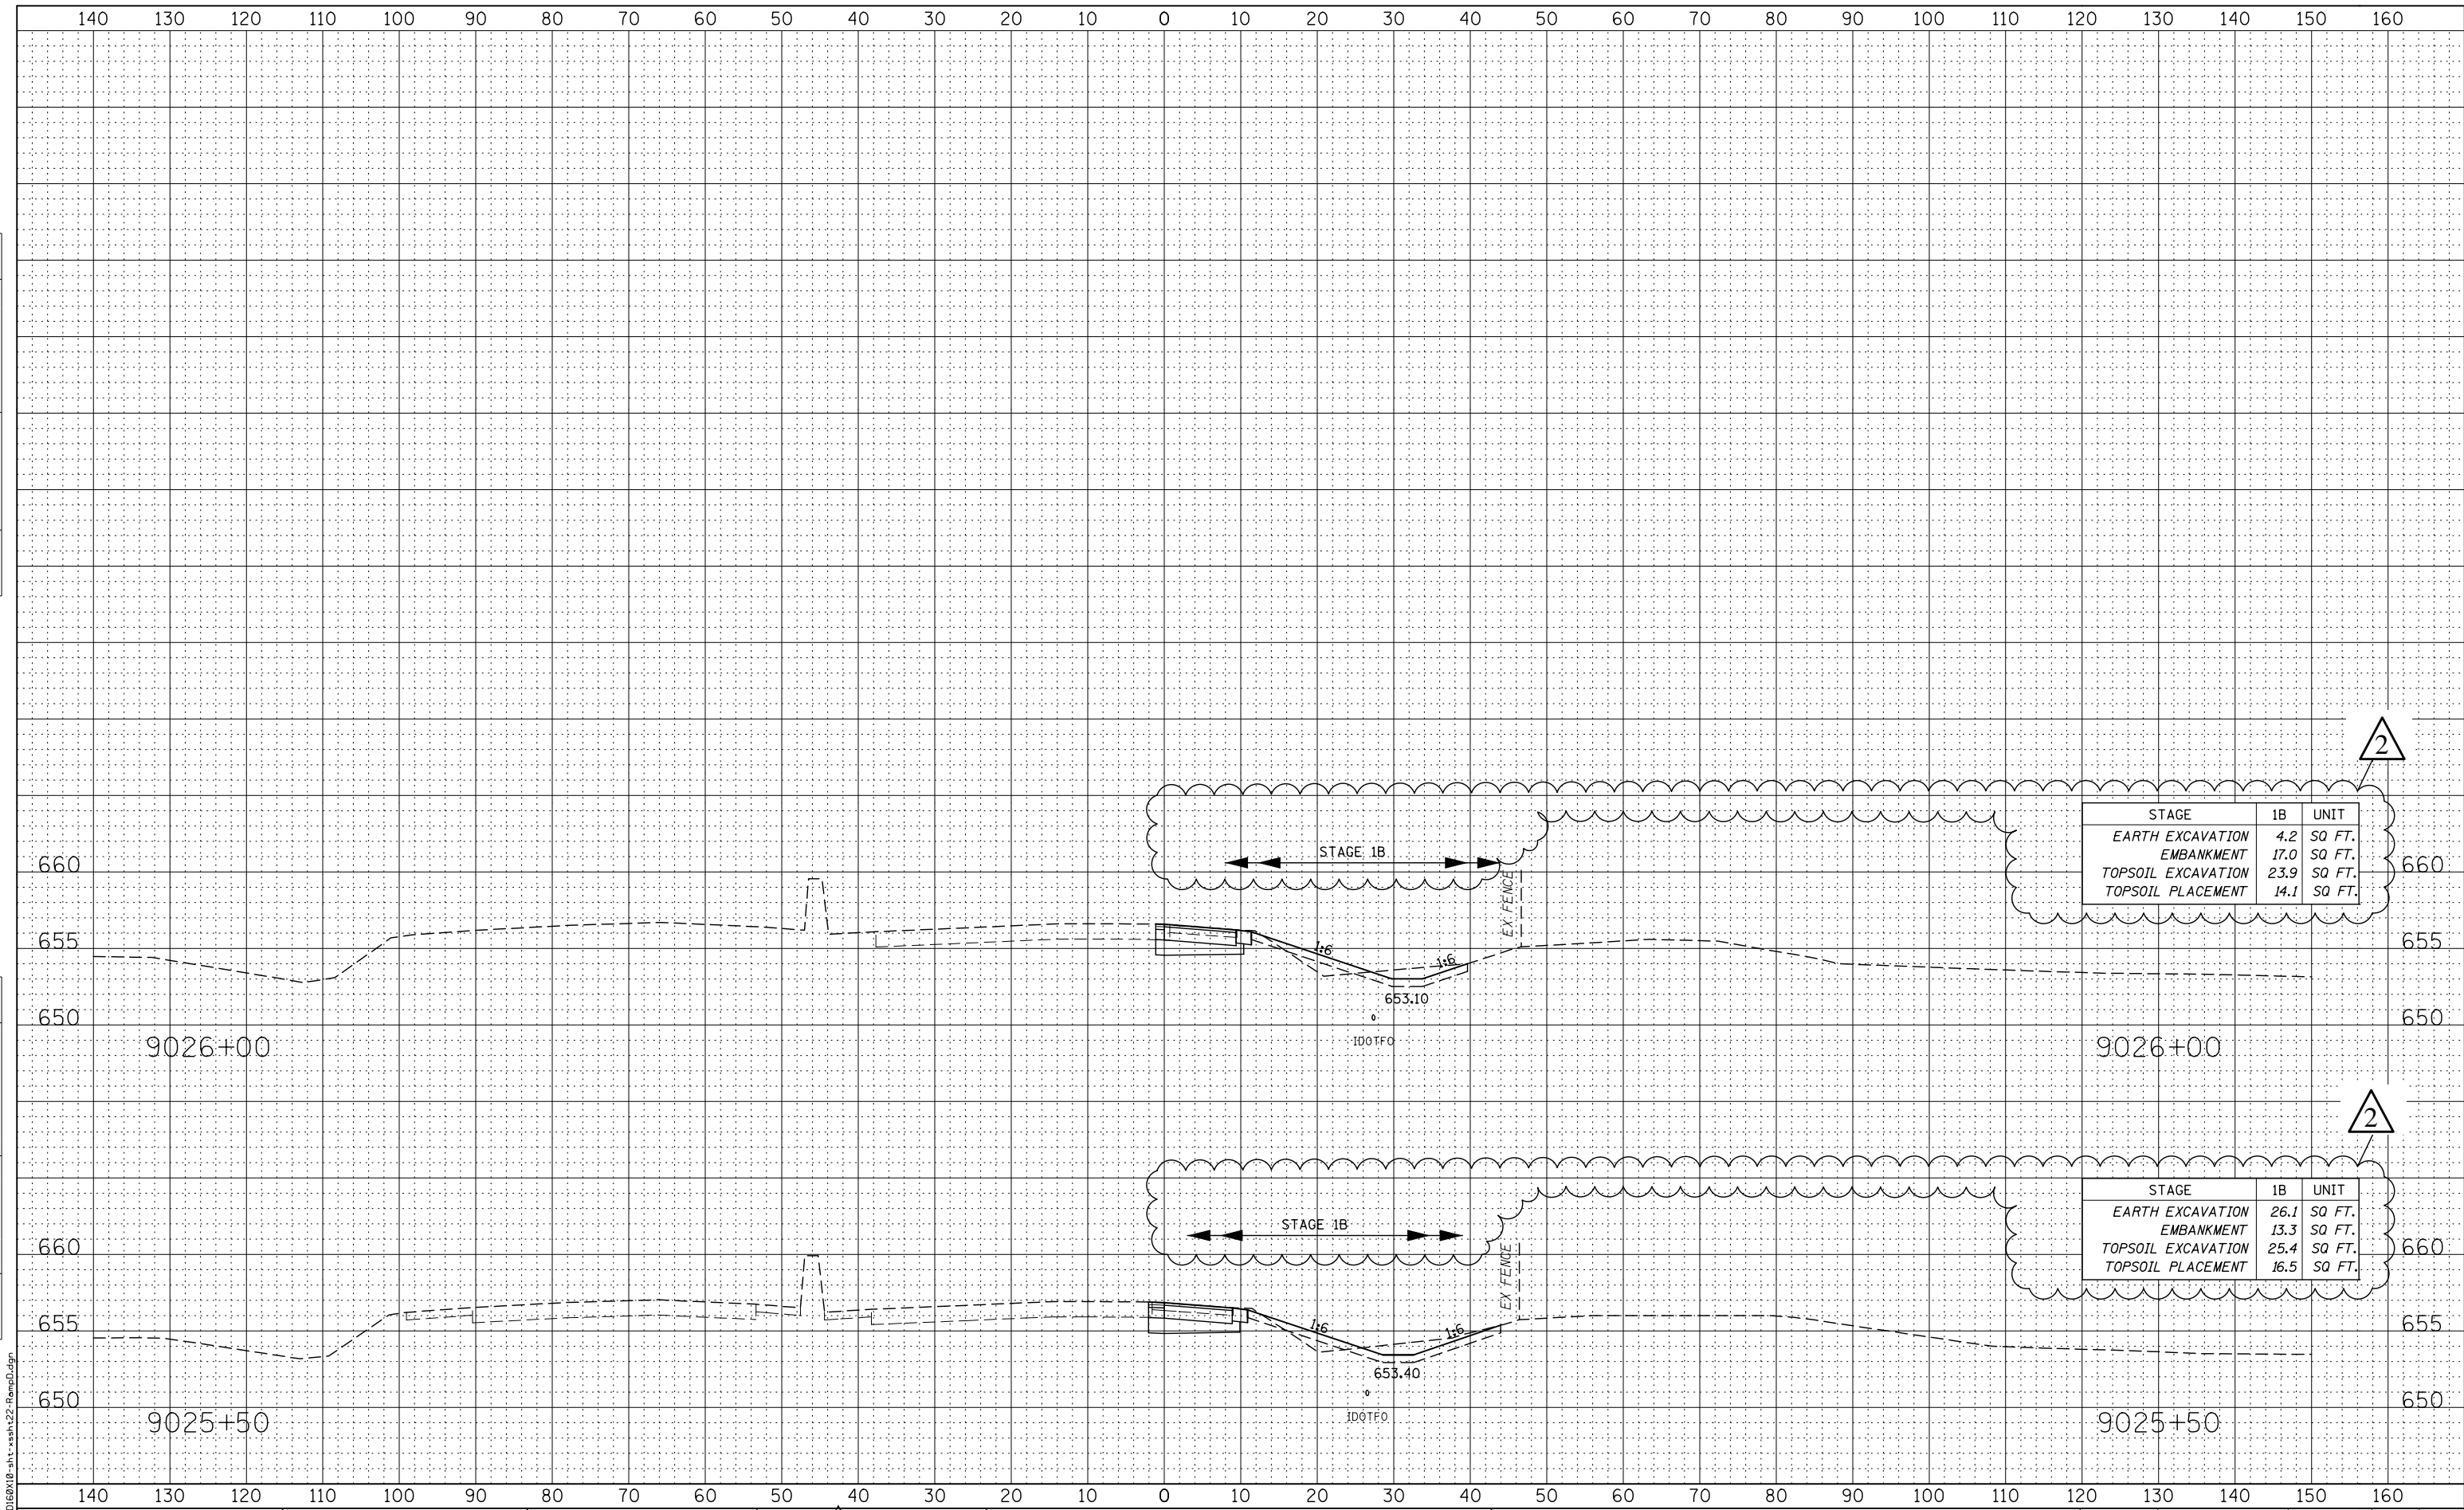 140 130 120 110 100 90 80 70 60 50 40 30 20 10 0 10 20 30 40 50 60 70 80 90 100 110 120 130 140 150 160
2
STAGE 1B UNIT
EARTH EXCAVATION 4.2 SQ FT.
EMBANKMENT 17.0 SQ FT.
TOPSOIL EXCAVATION 23.9 SQ FT.
TOPSOIL PLACEMENT 14.1 SQ FT.
STAGE 1B
660 660
EX FENCE
655 655
1:6 1:6
653.10
650 650
IDOTFO
9026+00 9026+00
2
STAGE 1B UNIT
EARTH EXCAVATION 26.1 SQ FT.
EMBANKMENT 13.3 SQ FT.
TOPSOIL EXCAVATION 25.4 SQ FT.
TOPSOIL PLACEMENT 16.5 SQ FT.
STAGE 1B
660 660
EX FENCE
655 655
1:6 1:6
653.40
650 650
IDOTFO
9025+50 9025+50
D160X10-sht-xssht22-RampD.dgn
140 130 120 110 100 90 80 70 60 50 40 30 20 10 0 10 20 30 40 50 60 70 80 90 100 110 120 130 140 150 160